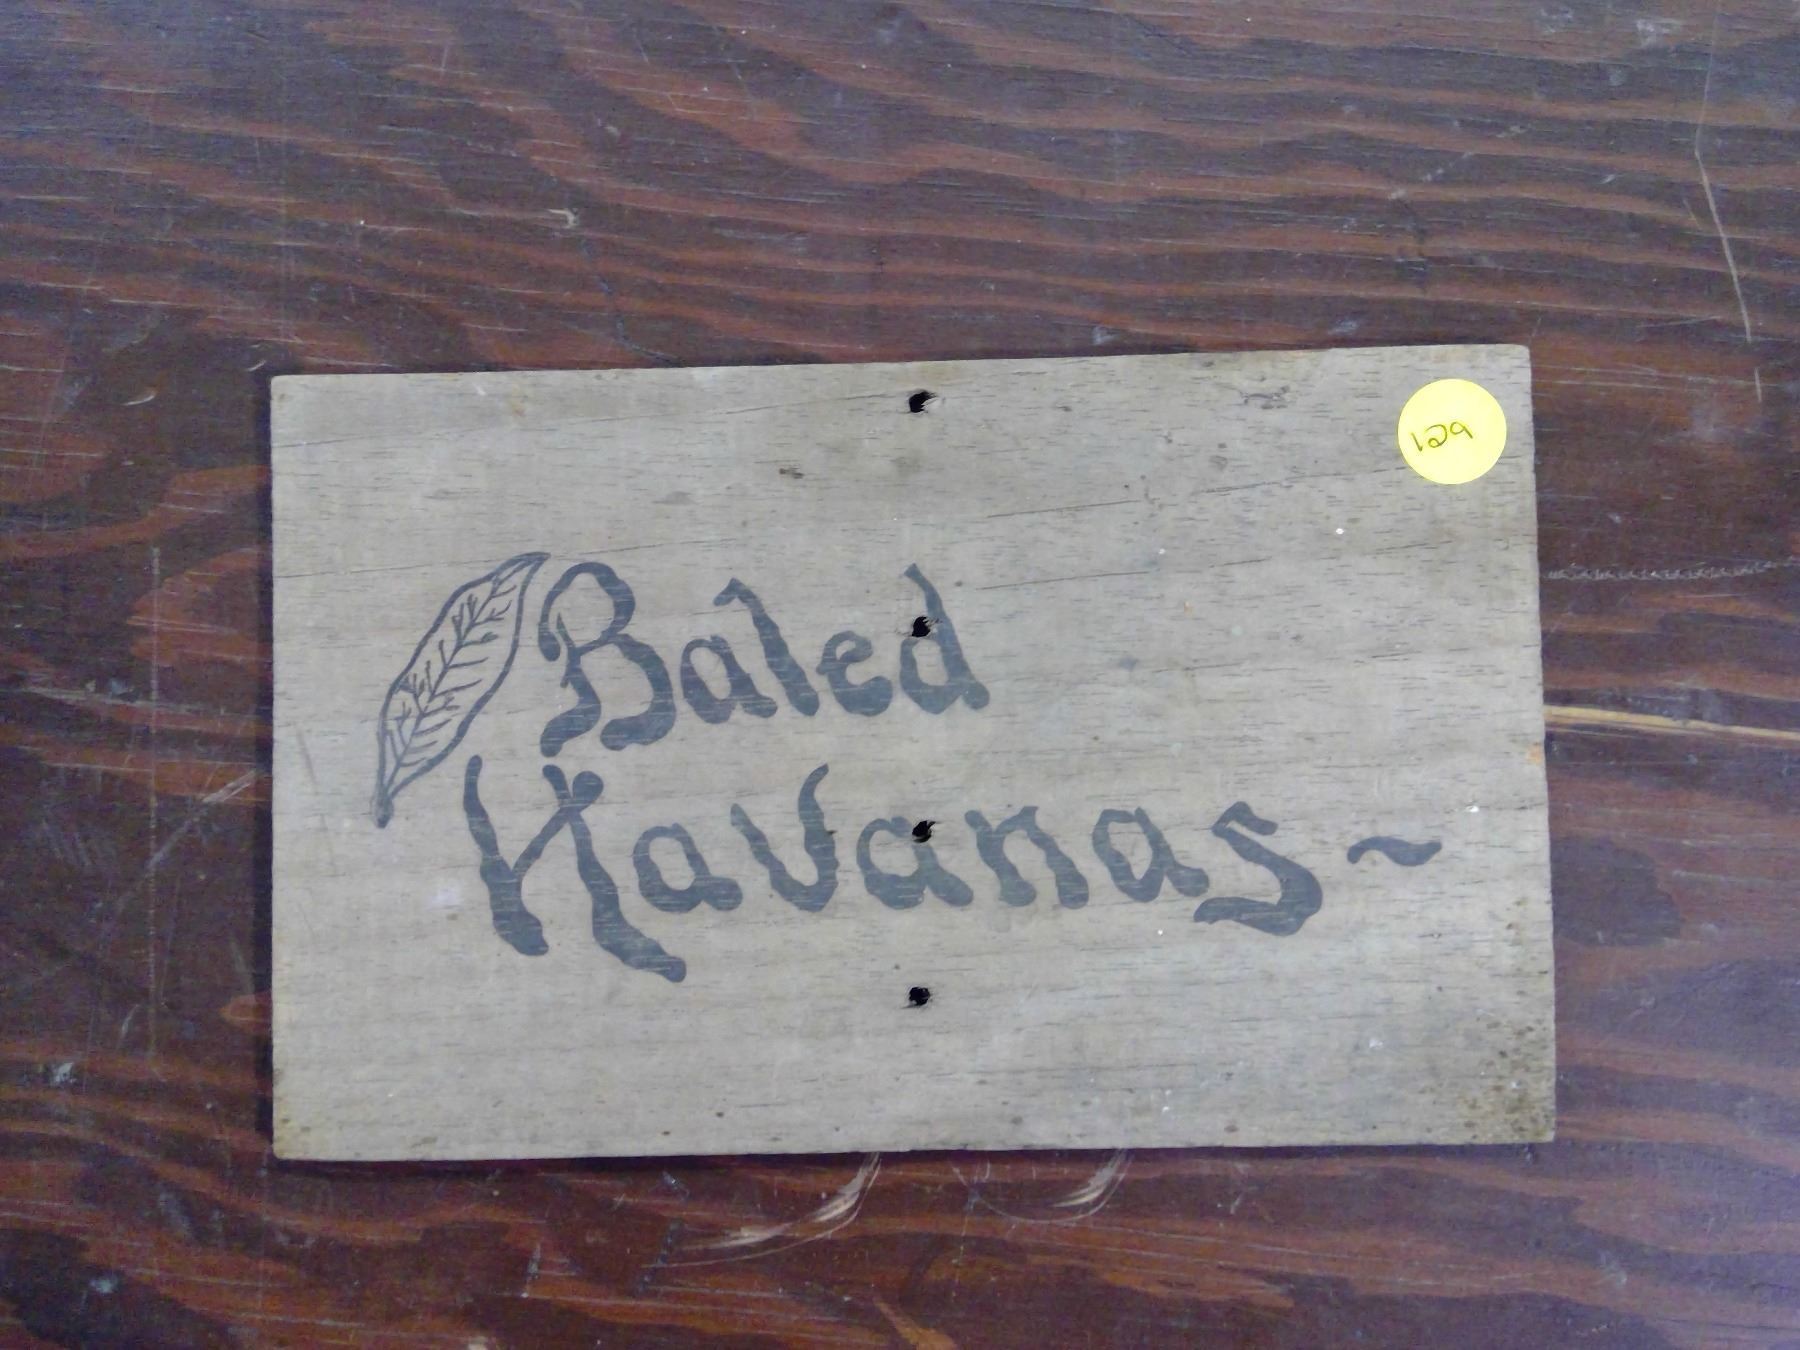 129
Baled
Havanas ~